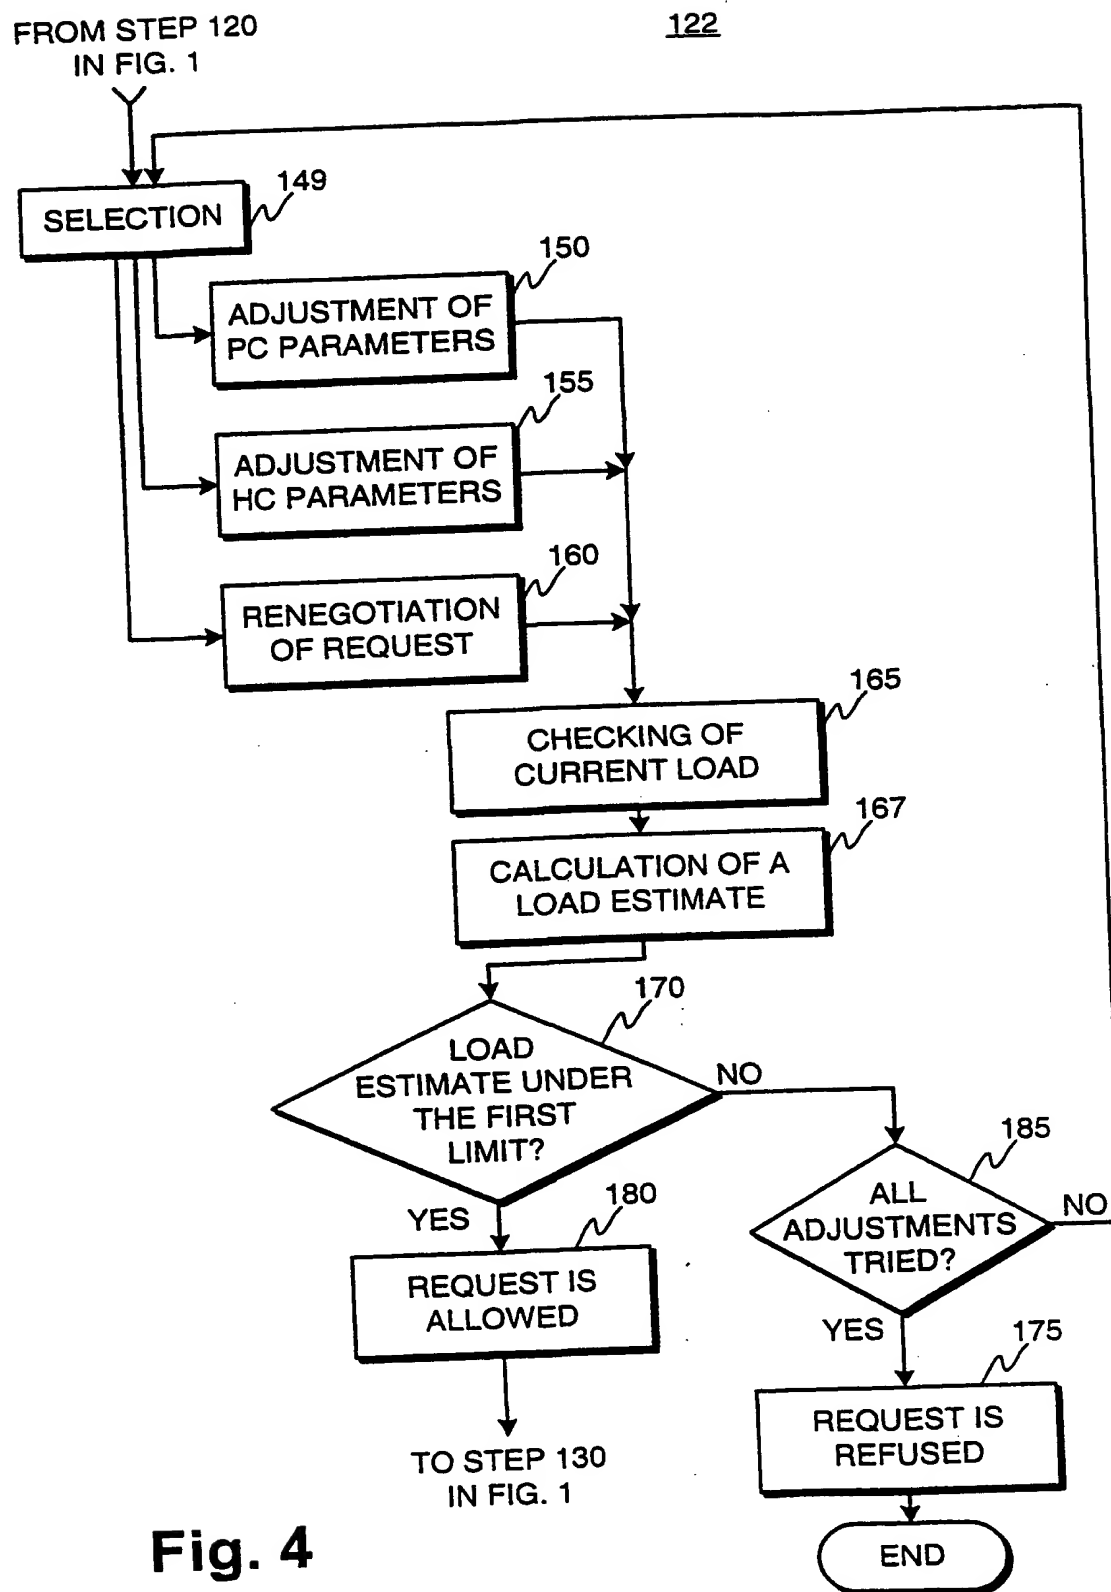 FROM STEP 120
IN FIG. 1
122
SELECTION
149
150
ADJUSTMENT OF
PC PARAMETERS
155
ADJUSTMENT OF
HC PARAMETERS
160
RENEGOTIATION
OF REQUEST
165
CHECKING OF
CURRENT LOAD
167
CALCULATION OF A
LOAD ESTIMATE
170
LOAD
ESTIMATE UNDER
THE FIRST
LIMIT?
NO
185
ALL
ADJUSTMENTS
TRIED?
NO
YES
180
REQUEST IS
ALLOWED
YES
175
REQUEST IS
REFUSED
TO STEP 130
IN FIG. 1
END
Fig. 4